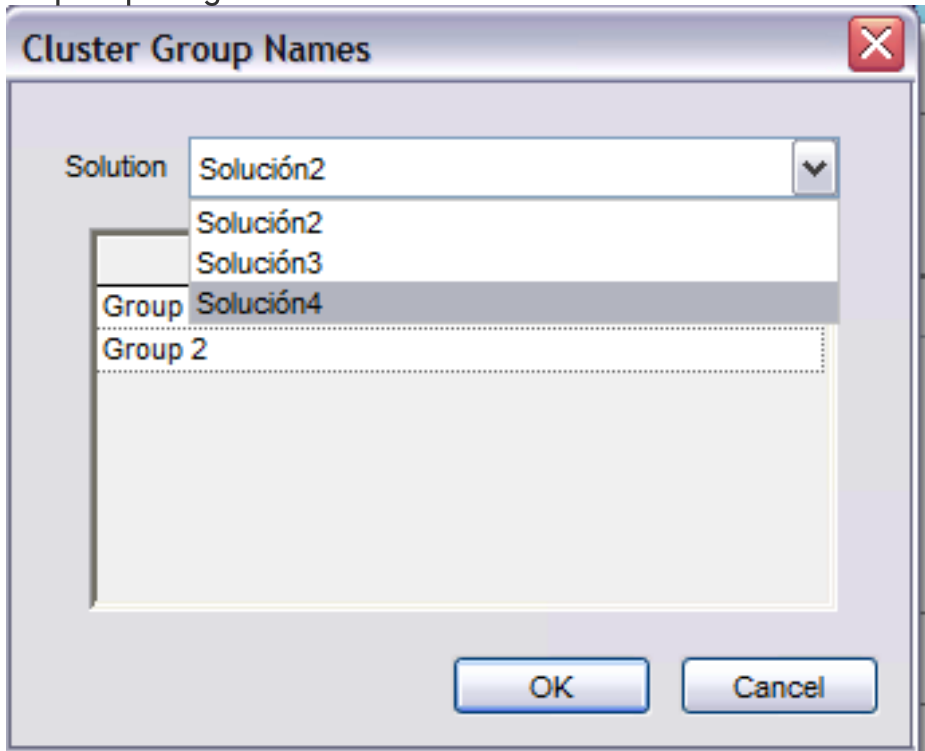 Cluster Group Names
Solution Solución2
Solución2
Solución3
Solución4
Group
Group 2
OK Cancel